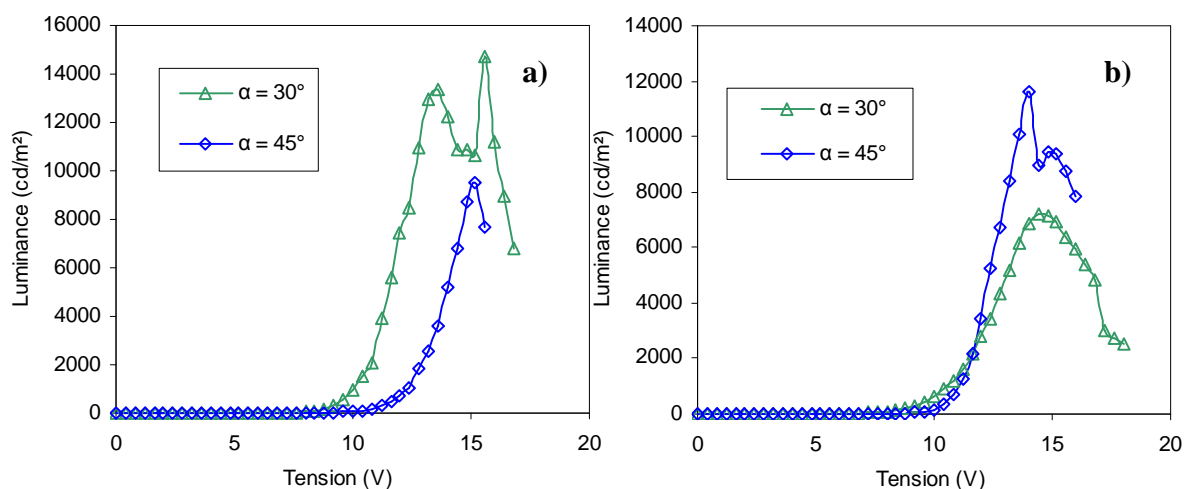 a)
Luminance (cd/m²)
16000
14000
12000
10000
8000
6000
4000
2000
0
α = 30°
α = 45°
0 5 10 15 20
Tension (V)
b)
Luminance (cd/m²)
14000
12000
10000
8000
6000
4000
2000
0
α = 30°
α = 45°
0 5 10 15 20
Tension (V)